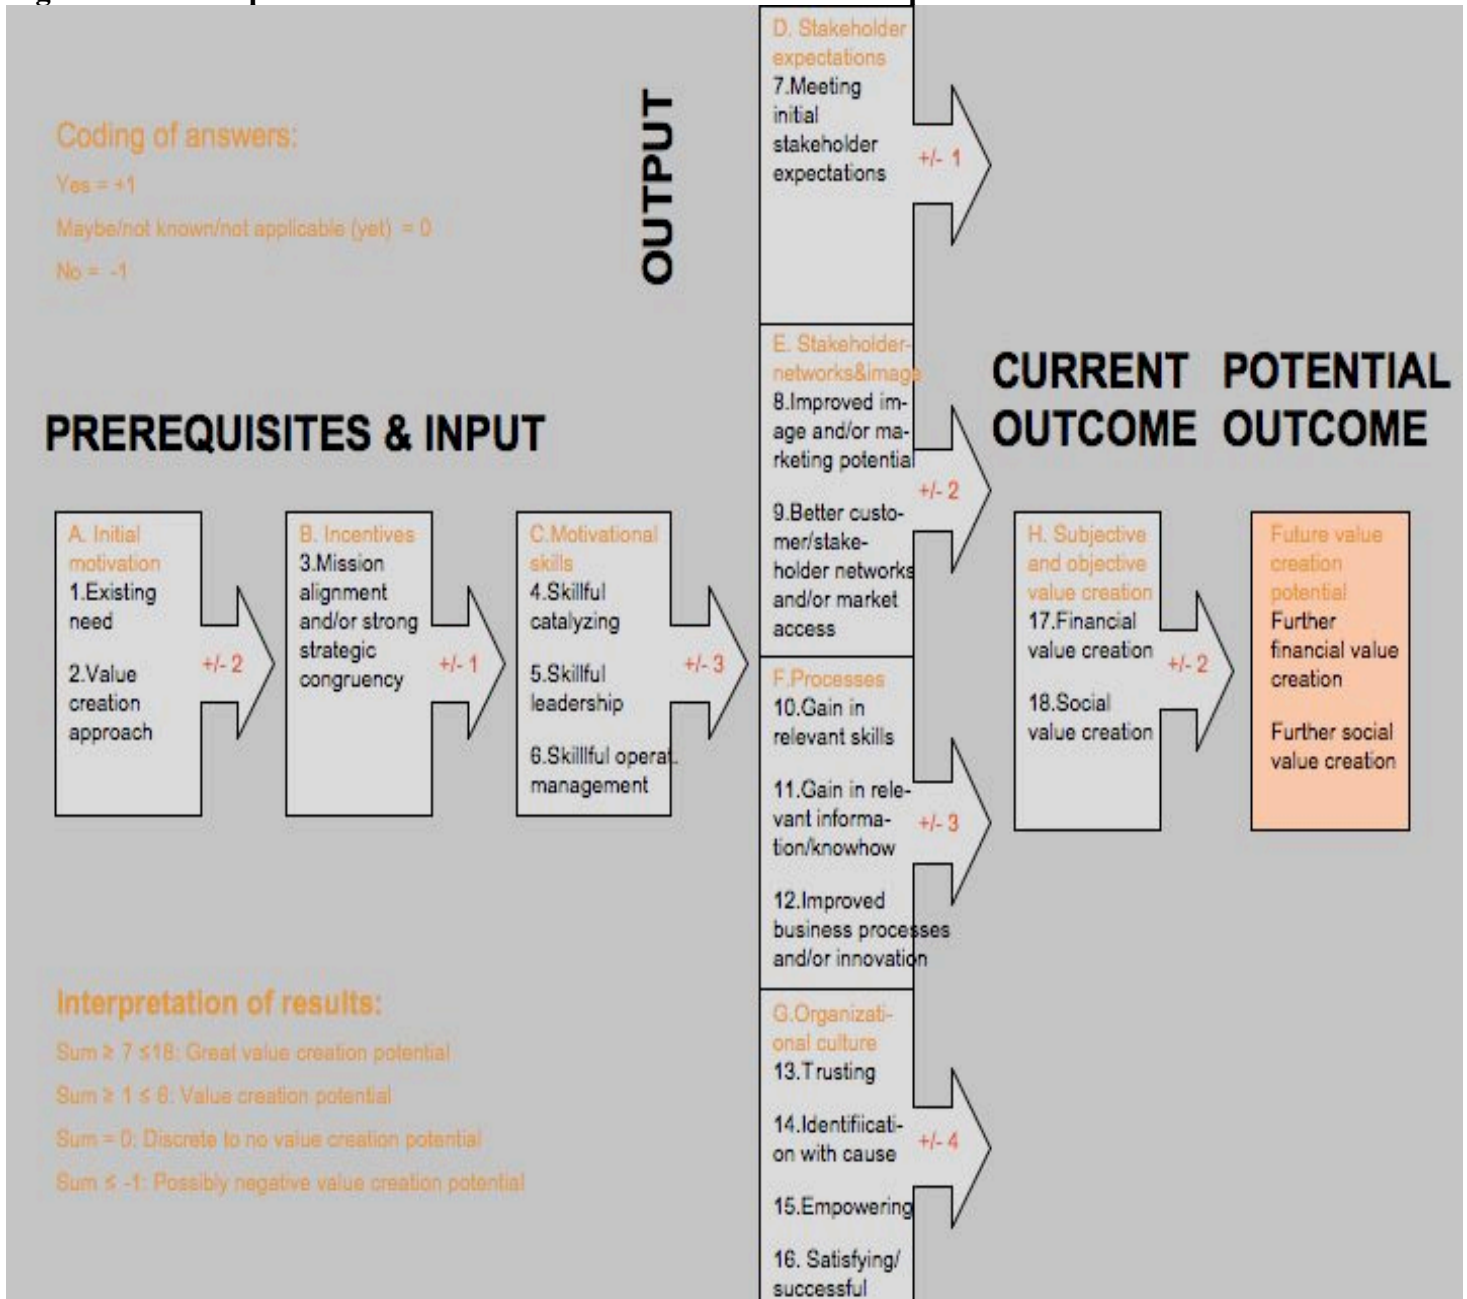 Coding of answers:
Yes = +1
Maybe/not known/not applicable (yet) = 0
No = -1
OUTPUT
PREREQUISITES & INPUT
A. Initial
motivation
1.Existing
need
2.Value
creation
approach
+/- 2
B. Incentives
3.Mission
alignment
and/or strong
strategic
congruency
+/- 1
C.Motivational
skills
4.Skillful
catalyzing
5.Skillful
leadership
6.Skilllful operat.
management
+/- 3
D. Stakeholder
expectations
7.Meeting
initial
stakeholder
expectations
+/- 1
E. Stakeholder-
networks&image
8.Improved im-
age and/or ma-
rketing potential
9.Better custo-
mer/stake-
holder networks
and/or market
access
+/- 2
F.Processes
10.Gain in
relevant skills
11.Gain in rele-
vant informa-
tion/knowhow
12.Improved
business processes
and/or innovation
+/- 3
G.Organizati-
onal culture
13.Trusting
14.Identifiicati-
on with cause
15.Empowering
16. Satisfying/
successful
+/- 4
CURRENT
OUTCOME
H. Subjective
and objective
value creation
17.Financial
value creation
18.Social
value creation
+/- 2
POTENTIAL
OUTCOME
Future value
creation
potential
Further
financial value
creation
Further social
value creation
Interpretation of results:
Sum ≥ 7 ≤18: Great value creation potential
Sum ≥ 1 ≤ 6: Value creation potential
Sum = 0: Discrete to no value creation potential
Sum ≤ -1: Possibly negative value creation potential